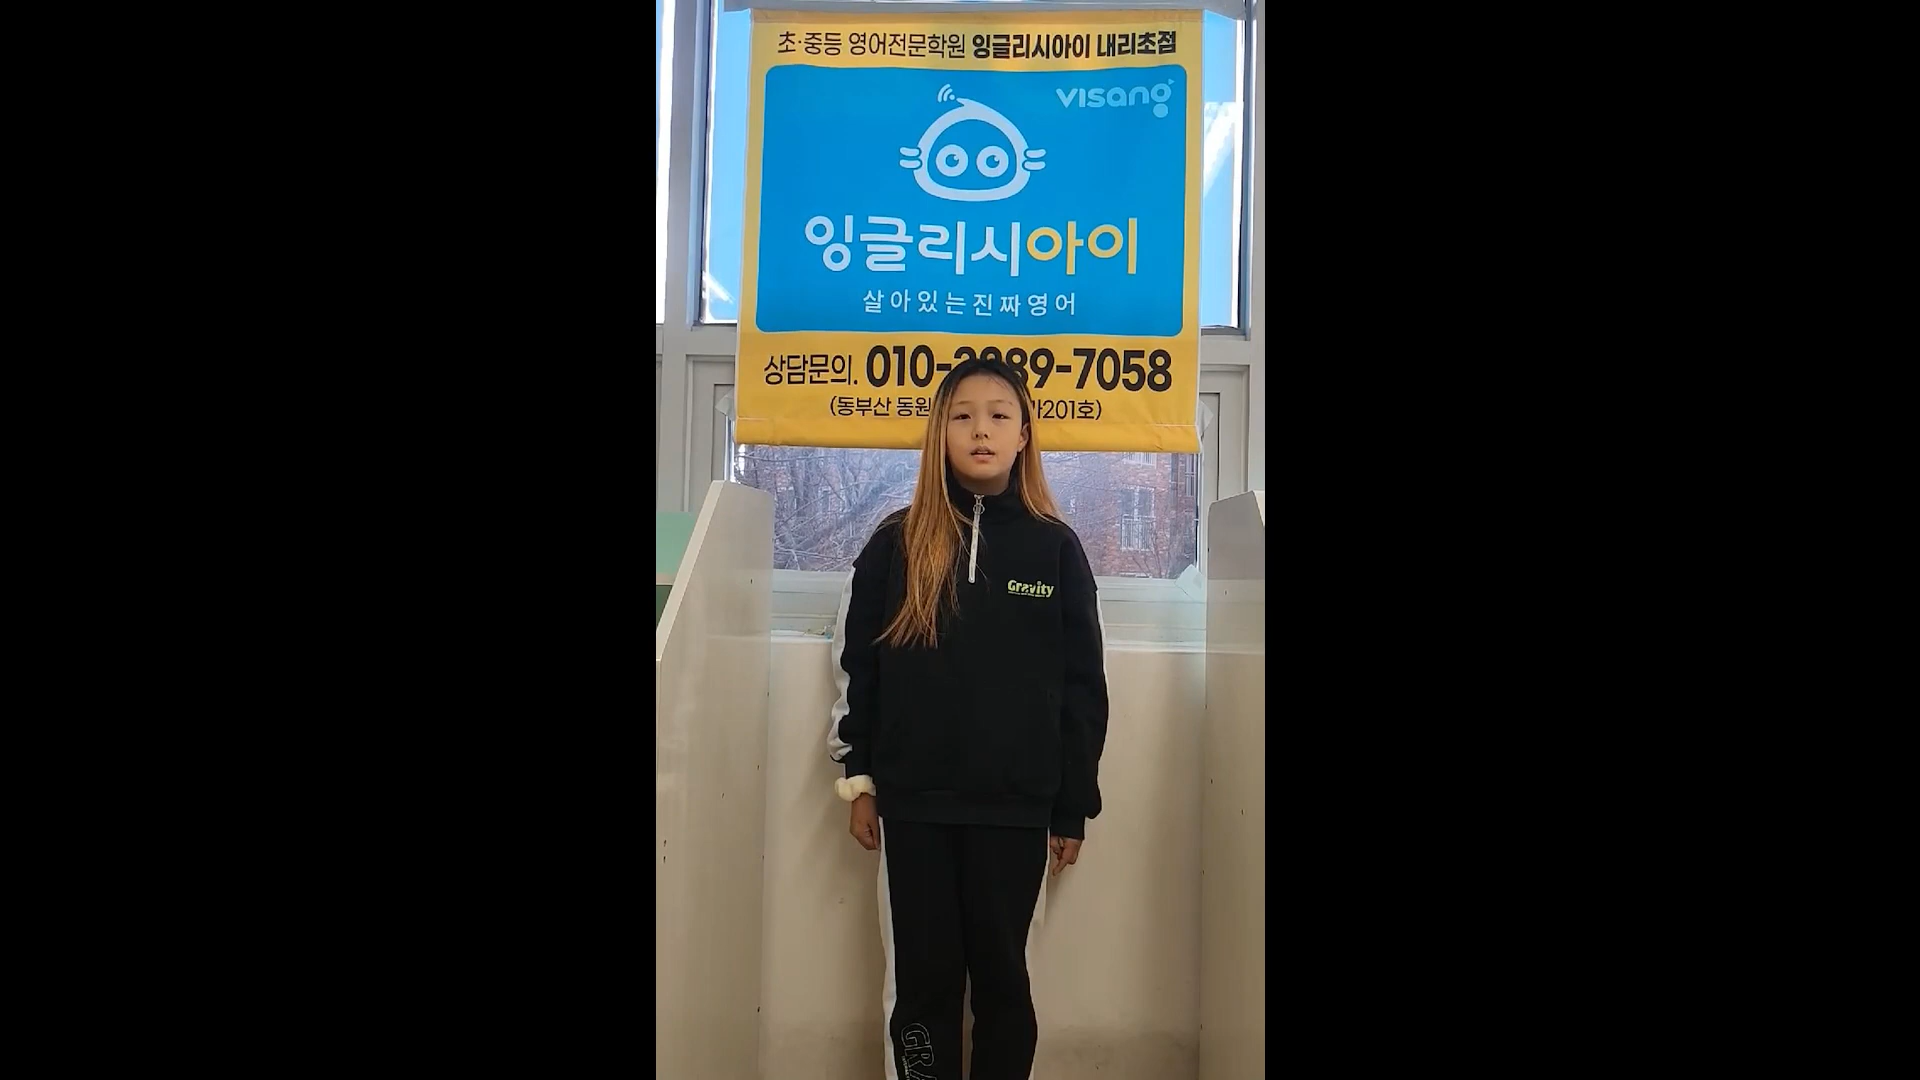 초·중등 영어전문학원 잉글리시아이 내리초점
visang
잉글리시아이
살아있는진짜영어
상담문의. 010- 89-7058
(동부산 동원 201호)
Gravity
GRA